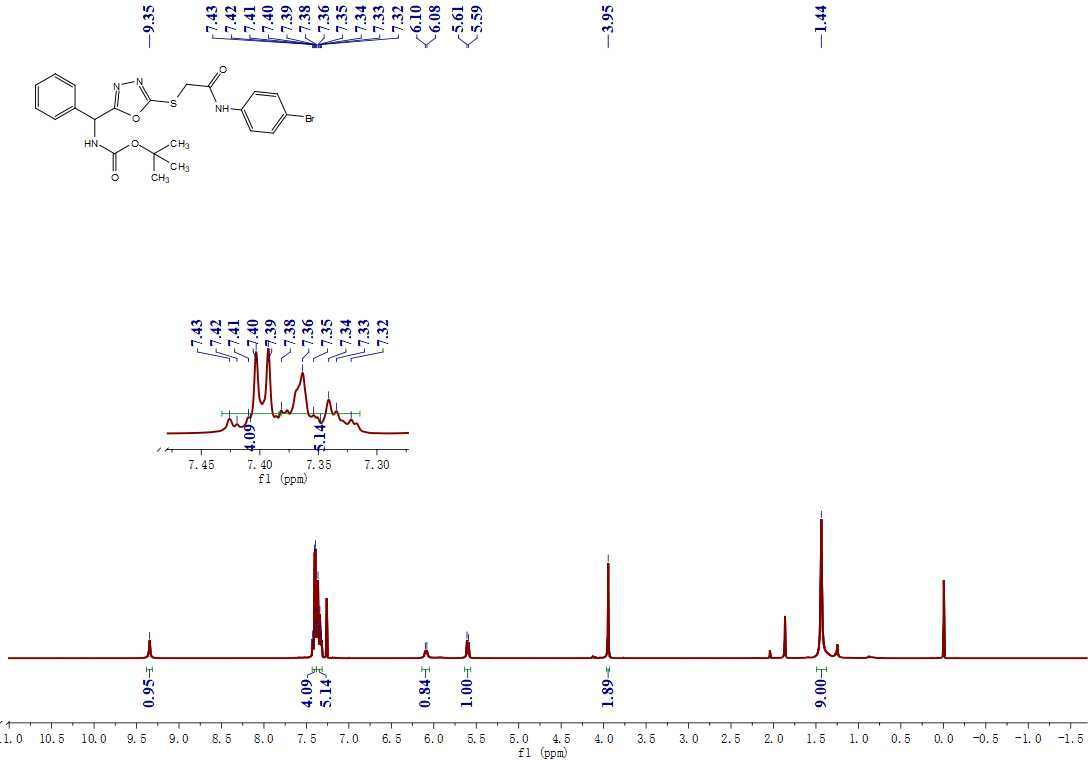 9.35 7.43 7.42 7.41 7.40 7.39 7.38 7.36 7.35 7.34 7.33 7.32 6.10 6.08 5.61 5.59 3.95 1.44
N N O
S O
NH Br
O
HN O CH3
CH3
O CH3
7.43 7.42 7.41 7.40 7.39 7.38 7.36 7.35 7.34 7.33 7.32
4.09 5.14
7.45 7.40 7.35 7.30
f1 (ppm)
0.95 4.09 5.14 0.84 1.00 1.89 9.00
1.0 10.5 10.0 9.5 9.0 8.5 8.0 7.5 7.0 6.5 6.0 5.5 5.0 4.5 4.0 3.5 3.0 2.5 2.0 1.5 1.0 0.5 0.0 -0.5 -1.0 -1.5
f1 (ppm)